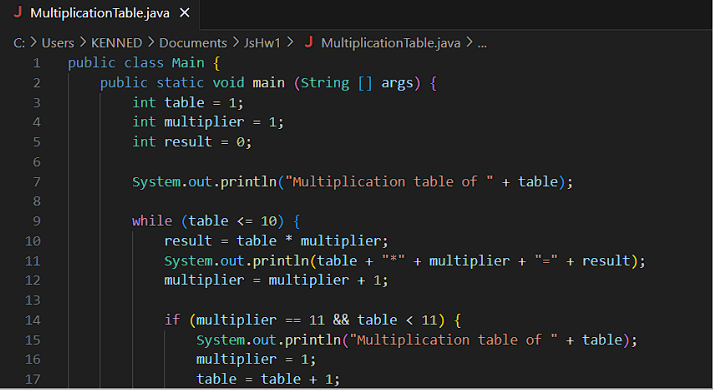 J MultiplicationTable.java ×
C: > Users > KENNED > Documents > JsHw1 > J MultiplicationTable.java > ...
1 public class Main {
2 public static void main (String [] args) {
3 int table = 1;
4 int multiplier = 1;
5 int result = 0;
6
7 System.out.println("Multiplication table of " + table);
8
9 while (table <= 10) {
10 result = table * multiplier;
11 System.out.println(table + "*" + multiplier + "=" + result);
12 multiplier = multiplier + 1;
13
14 if (multiplier == 11 && table < 11) {
15 System.out.println("Multiplication table of " + table);
16 multiplier = 1;
17 table = table + 1;